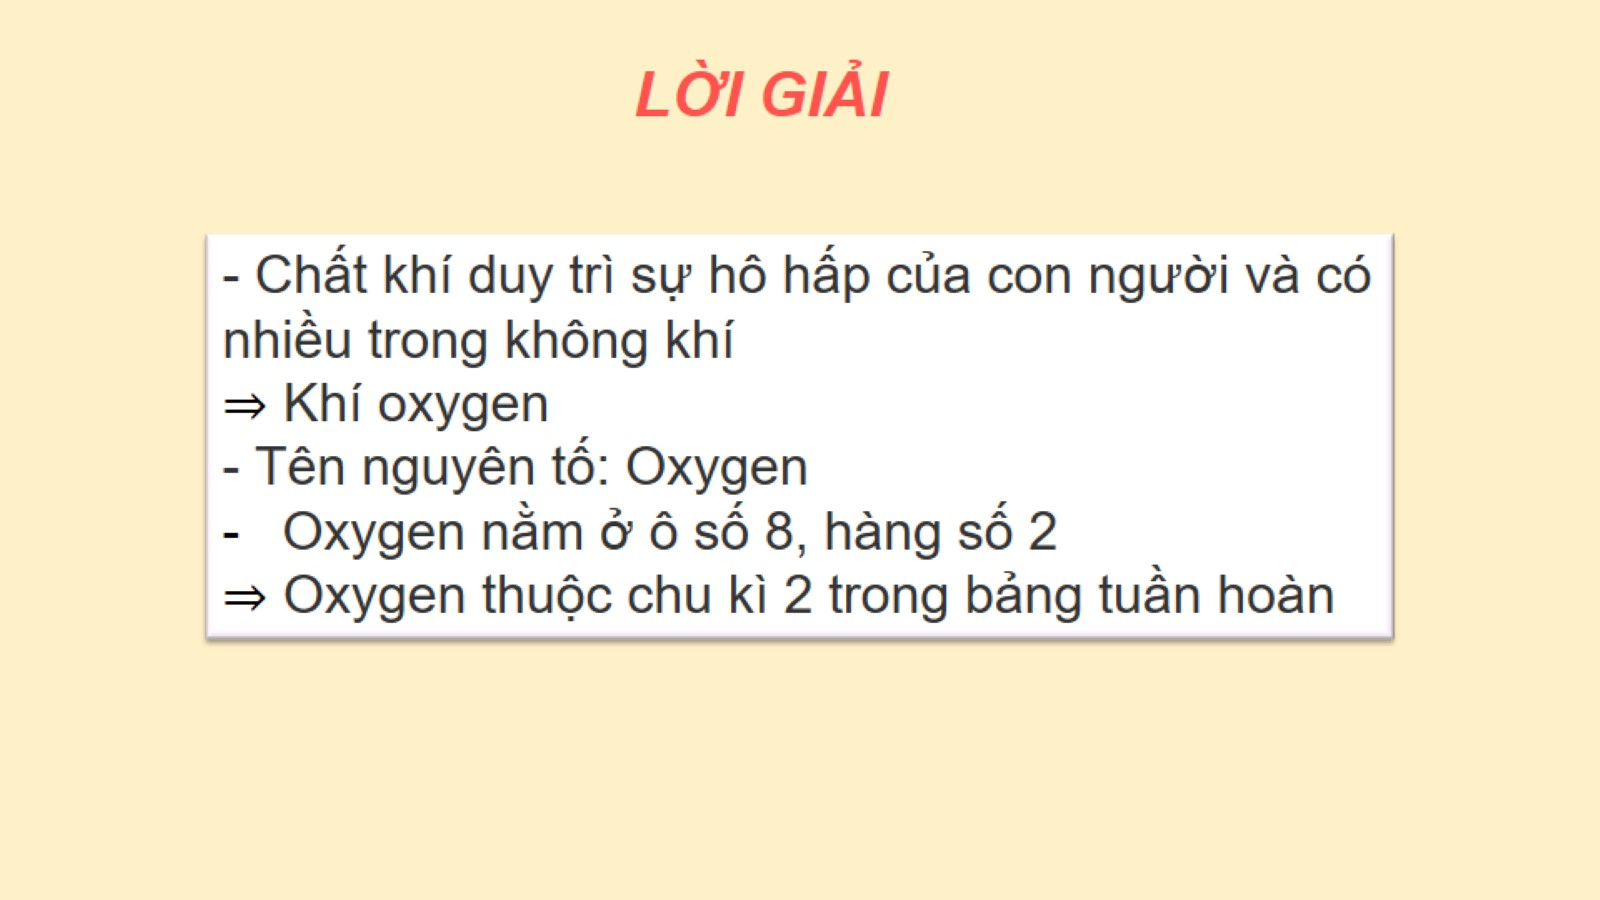 LỜI GIẢI
- Chất khí duy trì sự hô hấp của con người và có
nhiều trong không khí
⇒ Khí oxygen
- Tên nguyên tố: Oxygen
- Oxygen nằm ở ô số 8, hàng số 2
⇒ Oxygen thuộc chu kì 2 trong bảng tuần hoàn